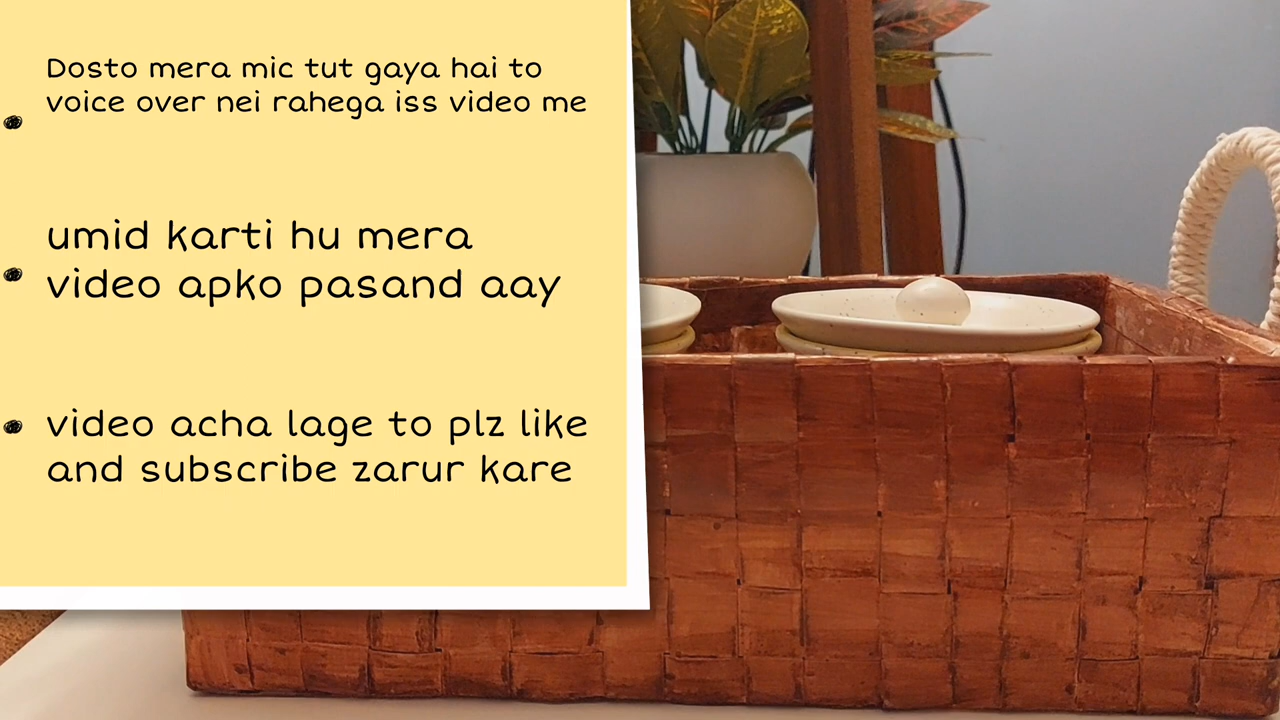 Dosto mera mic tut gaya hai to
voice over nei rahega iss video me
umid karti hu mera
video apko pasand aay
video acha lage to plz like
and subscribe zarur kare